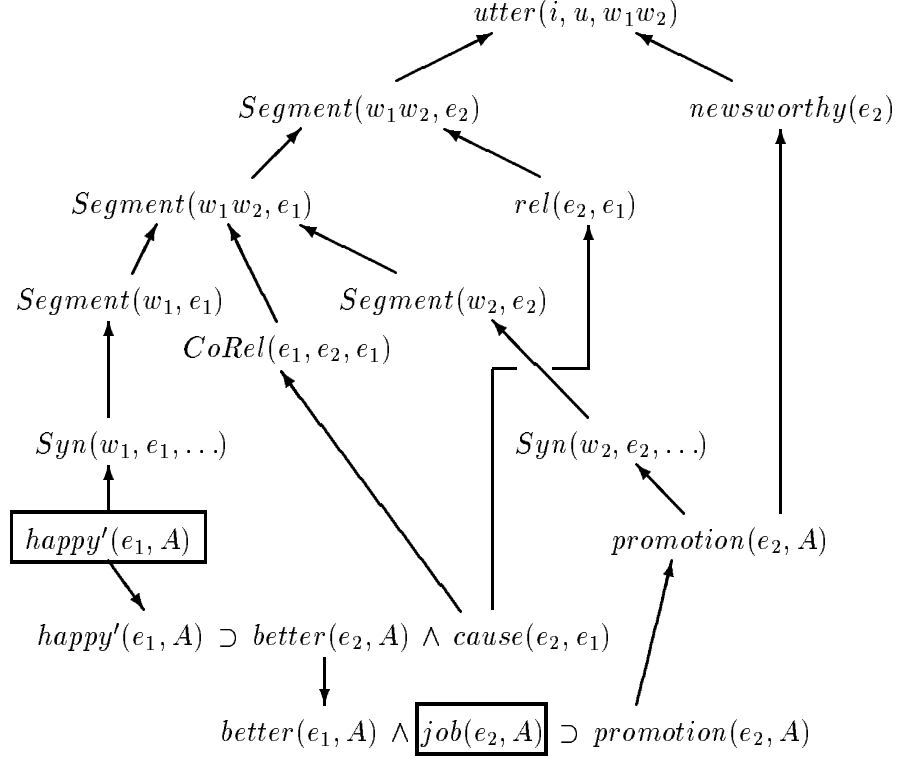 utter(i, u, w₁w₂)
Segment(w₁w₂, e₂) newsworthy(e₂)
Segment(w₁w₂, e₁) rel(e₂, e₁)
Segment(w₁, e₁) Segment(w₂, e₂)
CoRel(e₁, e₂, e₁)
Syn(w₁, e₁, ...) Syn(w₂, e₂, ...)
happy′(e₁, A) promotion(e₂, A)
happy′(e₁, A) ⊃ better(e₂, A) ∧ cause(e₂, e₁)
better(e₁, A) ∧ job(e₂, A) ⊃ promotion(e₂, A)